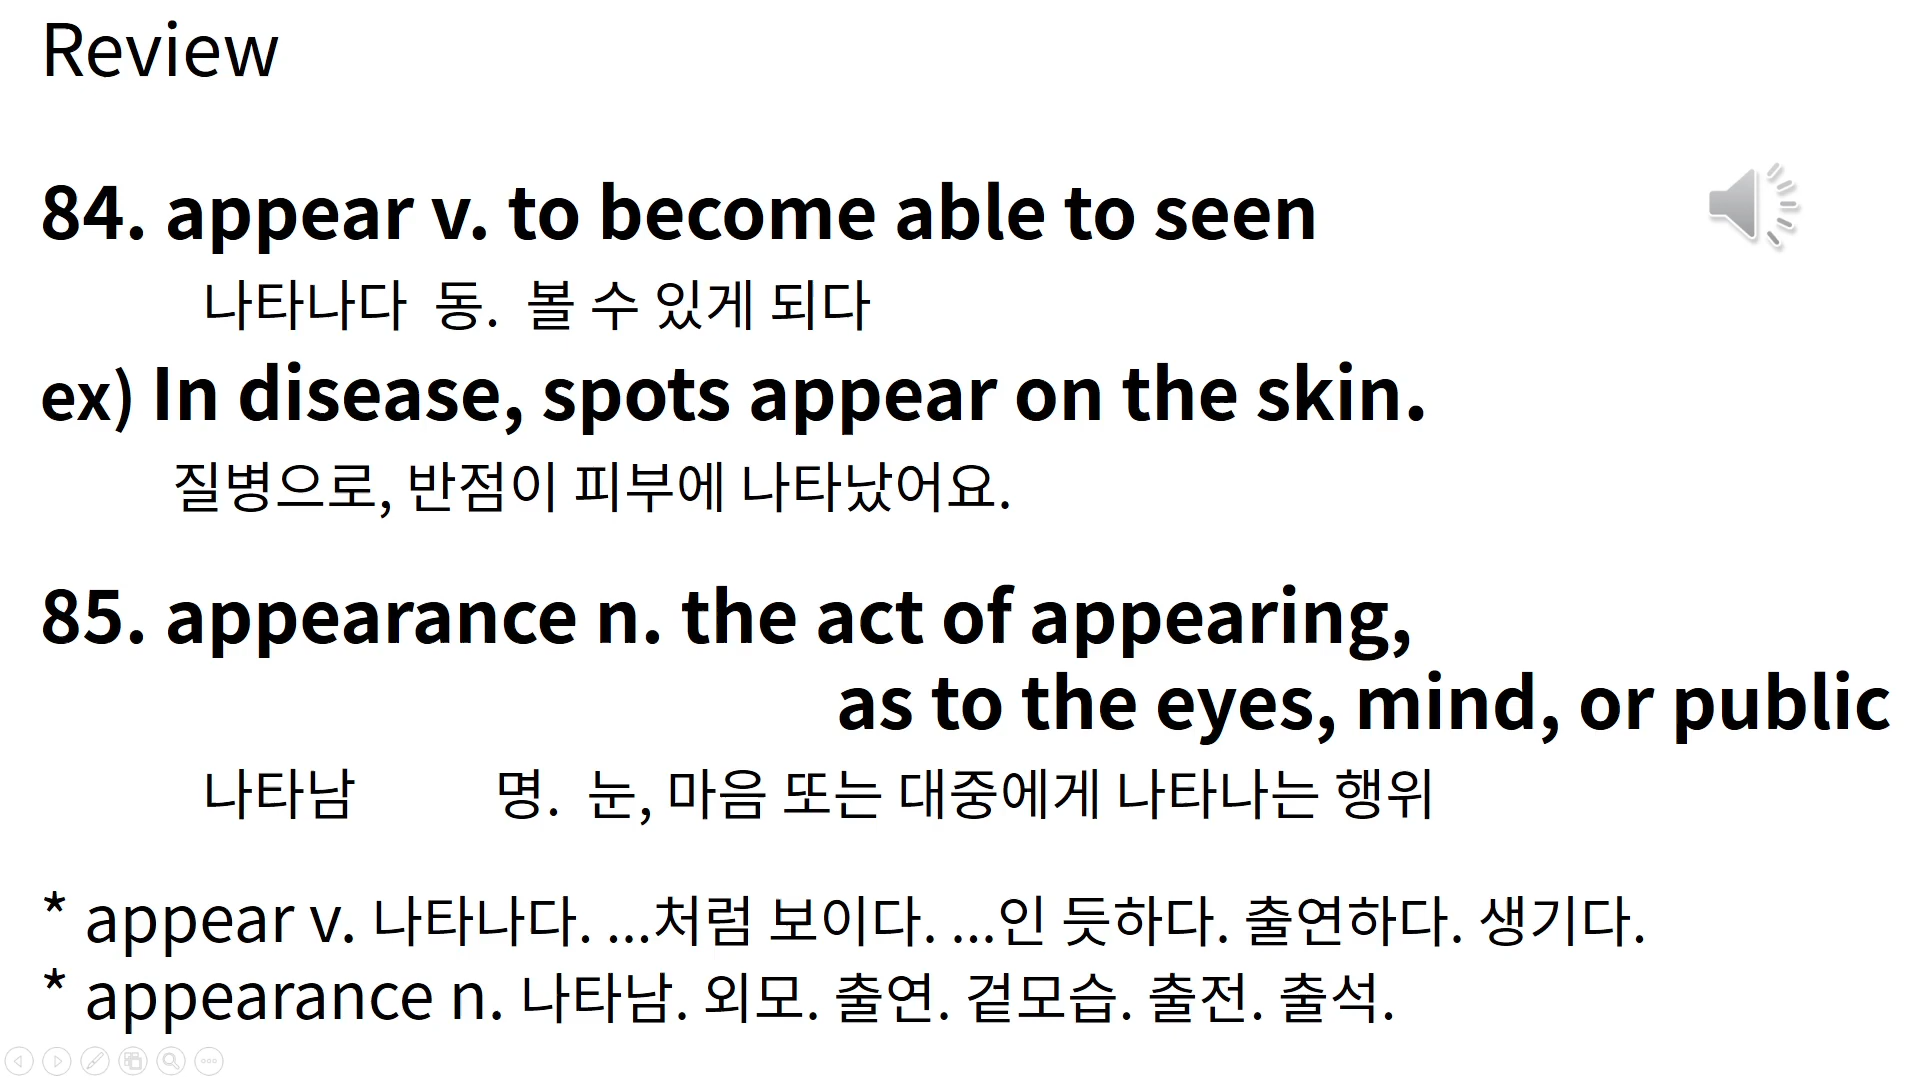 Review
84. appear v. to become able to seen
나타나다 동. 볼 수 있게 되다
ex) In disease, spots appear on the skin.
질병으로, 반점이 피부에 나타났어요.
85. appearance n. the act of appearing,
as to the eyes, mind, or public
나타남 명. 눈, 마음 또는 대중에게 나타나는 행위
* appear v. 나타나다. ...처럼 보이다. ...인 듯하다. 출연하다. 생기다.
* appearance n. 나타남. 외모. 출연. 겉모습. 출전. 출석.